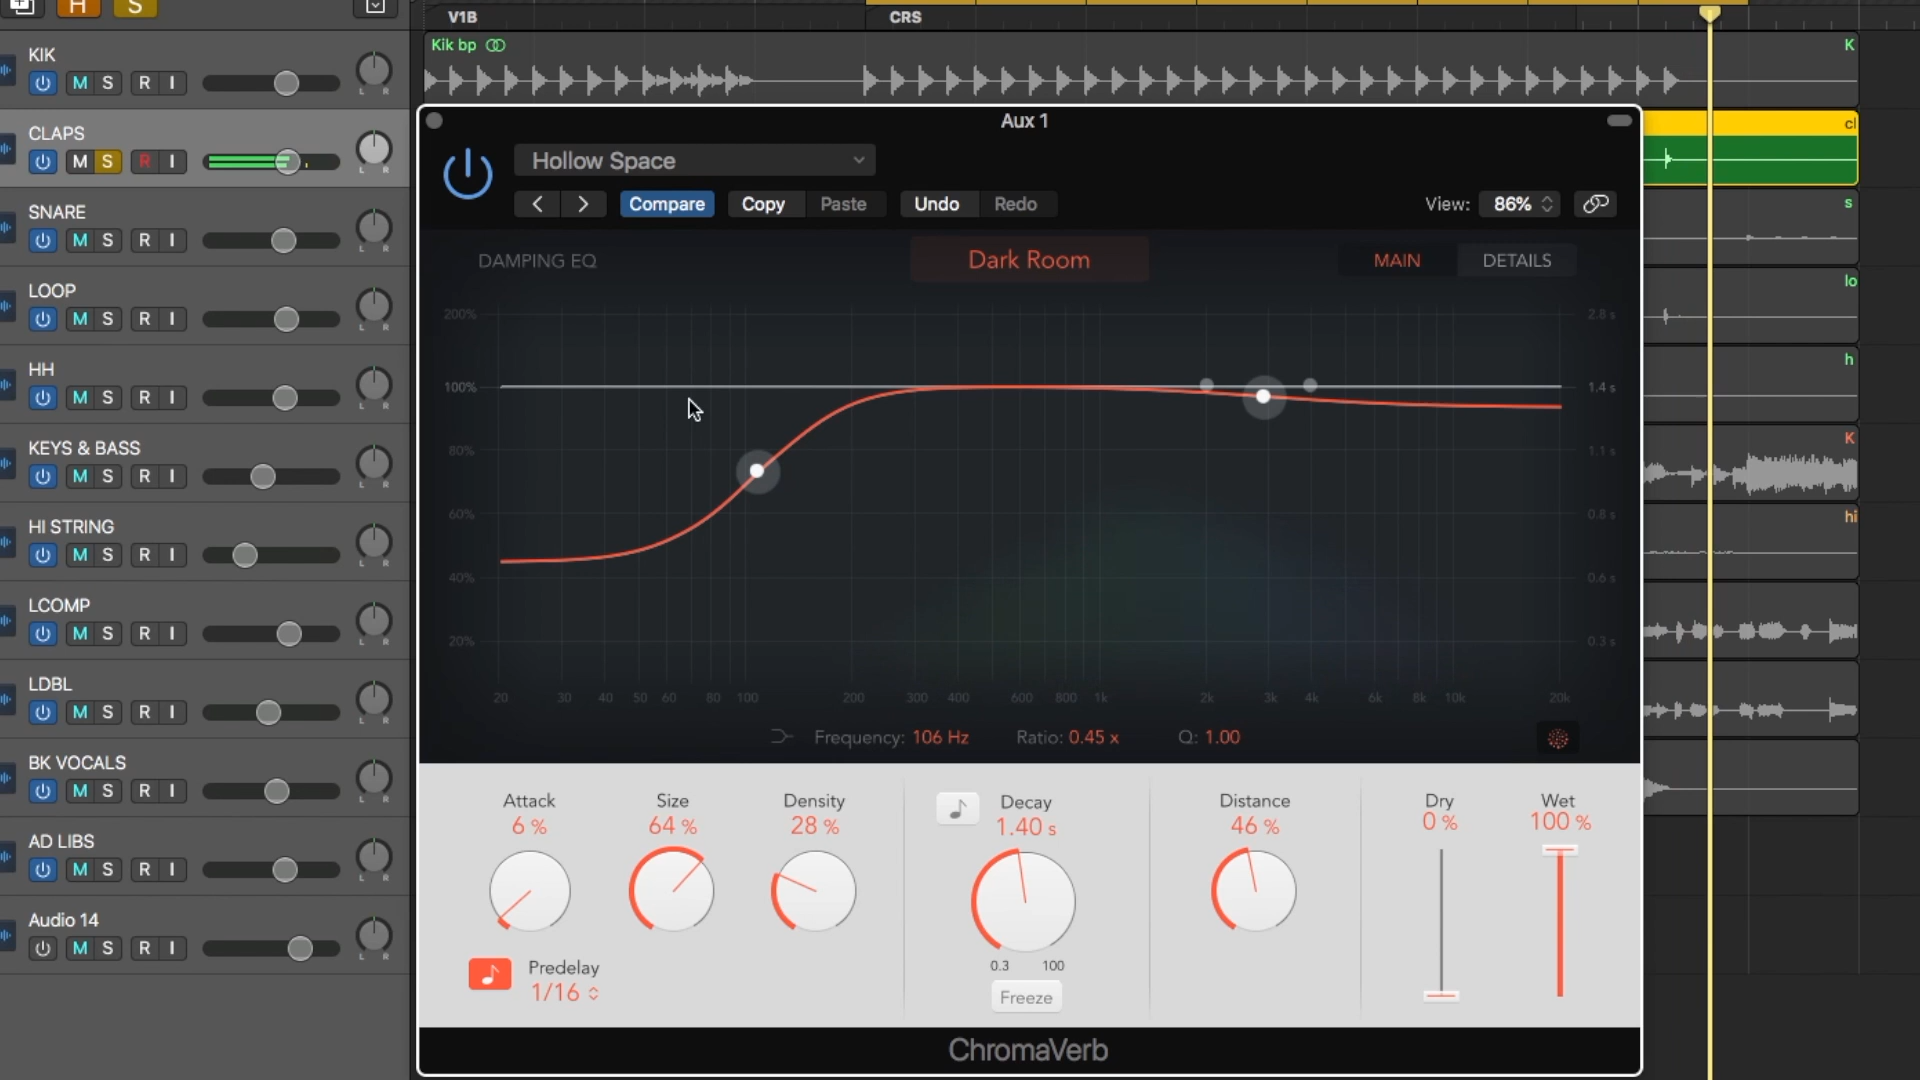 H S
V1B CRS
KIK
M S R I
L R
Kik bp K
CLAPS
M S R I
L R
cl
SNARE
M S R I
L R
s
LOOP
M S R I
L R
lo
HH
M S R I
L R
h
KEYS & BASS
M S R I
L R
K
HI STRING
M S R I
L R
hi
LCOMP
M S R I
L R
LDBL
M S R I
L R
BK VOCALS
M S R I
L R
AD LIBS
M S R I
L R
Audio 14
M S R I
L R
Aux 1
Hollow Space
Compare Copy Paste Undo Redo View: 86%
DAMPING EQ Dark Room MAIN DETAILS
200% 2.8 s
100% 1.4 s
80% 1.1 s
60% 0.8 s
40% 0.6 s
20% 0.3 s
20 30 40 50 60 80 100 200 300 400 600 800 1k 2k 3k 4k 6k 8k 10k 20k
Frequency: 106 Hz Ratio: 0.45 x Q: 1.00
Attack Size Density Decay Distance Dry Wet
6 % 64 % 28 % 1.40 s 46 % 0 % 100 %
0.3 100
Predelay
1/16
Freeze
ChromaVerb